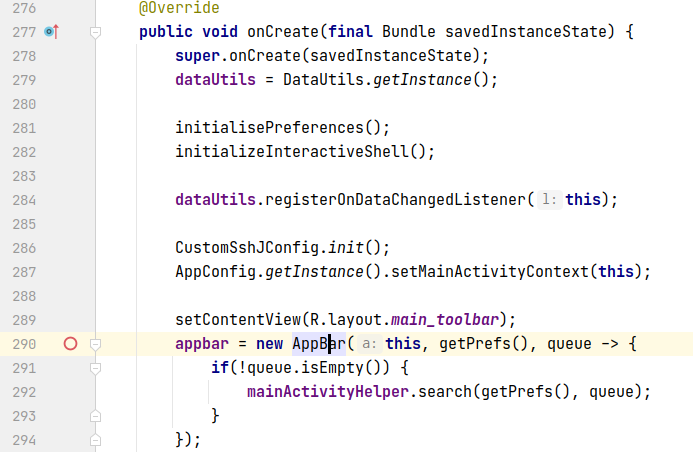 276 @Override
277 public void onCreate(final Bundle savedInstanceState) {
278 super.onCreate(savedInstanceState);
279 dataUtils = DataUtils.getInstance();
280
281 initialisePreferences();
282 initializeInteractiveShell();
283
284 dataUtils.registerOnDataChangedListener( l: this);
285
286 CustomSshJConfig.init();
287 AppConfig.getInstance().setMainActivityContext(this);
288
289 setContentView(R.layout.main_toolbar);
290 appbar = new AppBar( a: this, getPrefs(), queue -> {
291 if(!queue.isEmpty()) {
292 mainActivityHelper.search(getPrefs(), queue);
293 }
294 });